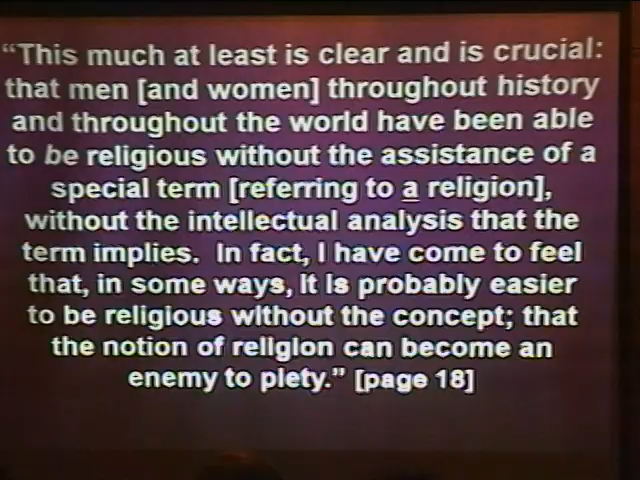 “This much at least is clear and is crucial:
that men [and women] throughout history
and throughout the world have been able
to be religious without the assistance of a
special term [referring to a religion],
without the intellectual analysis that the
term implies.  In fact, I have come to feel
that, in some ways, it is probably easier
to be religious without the concept; that
the notion of religion can become an
enemy to piety.” [page 18]